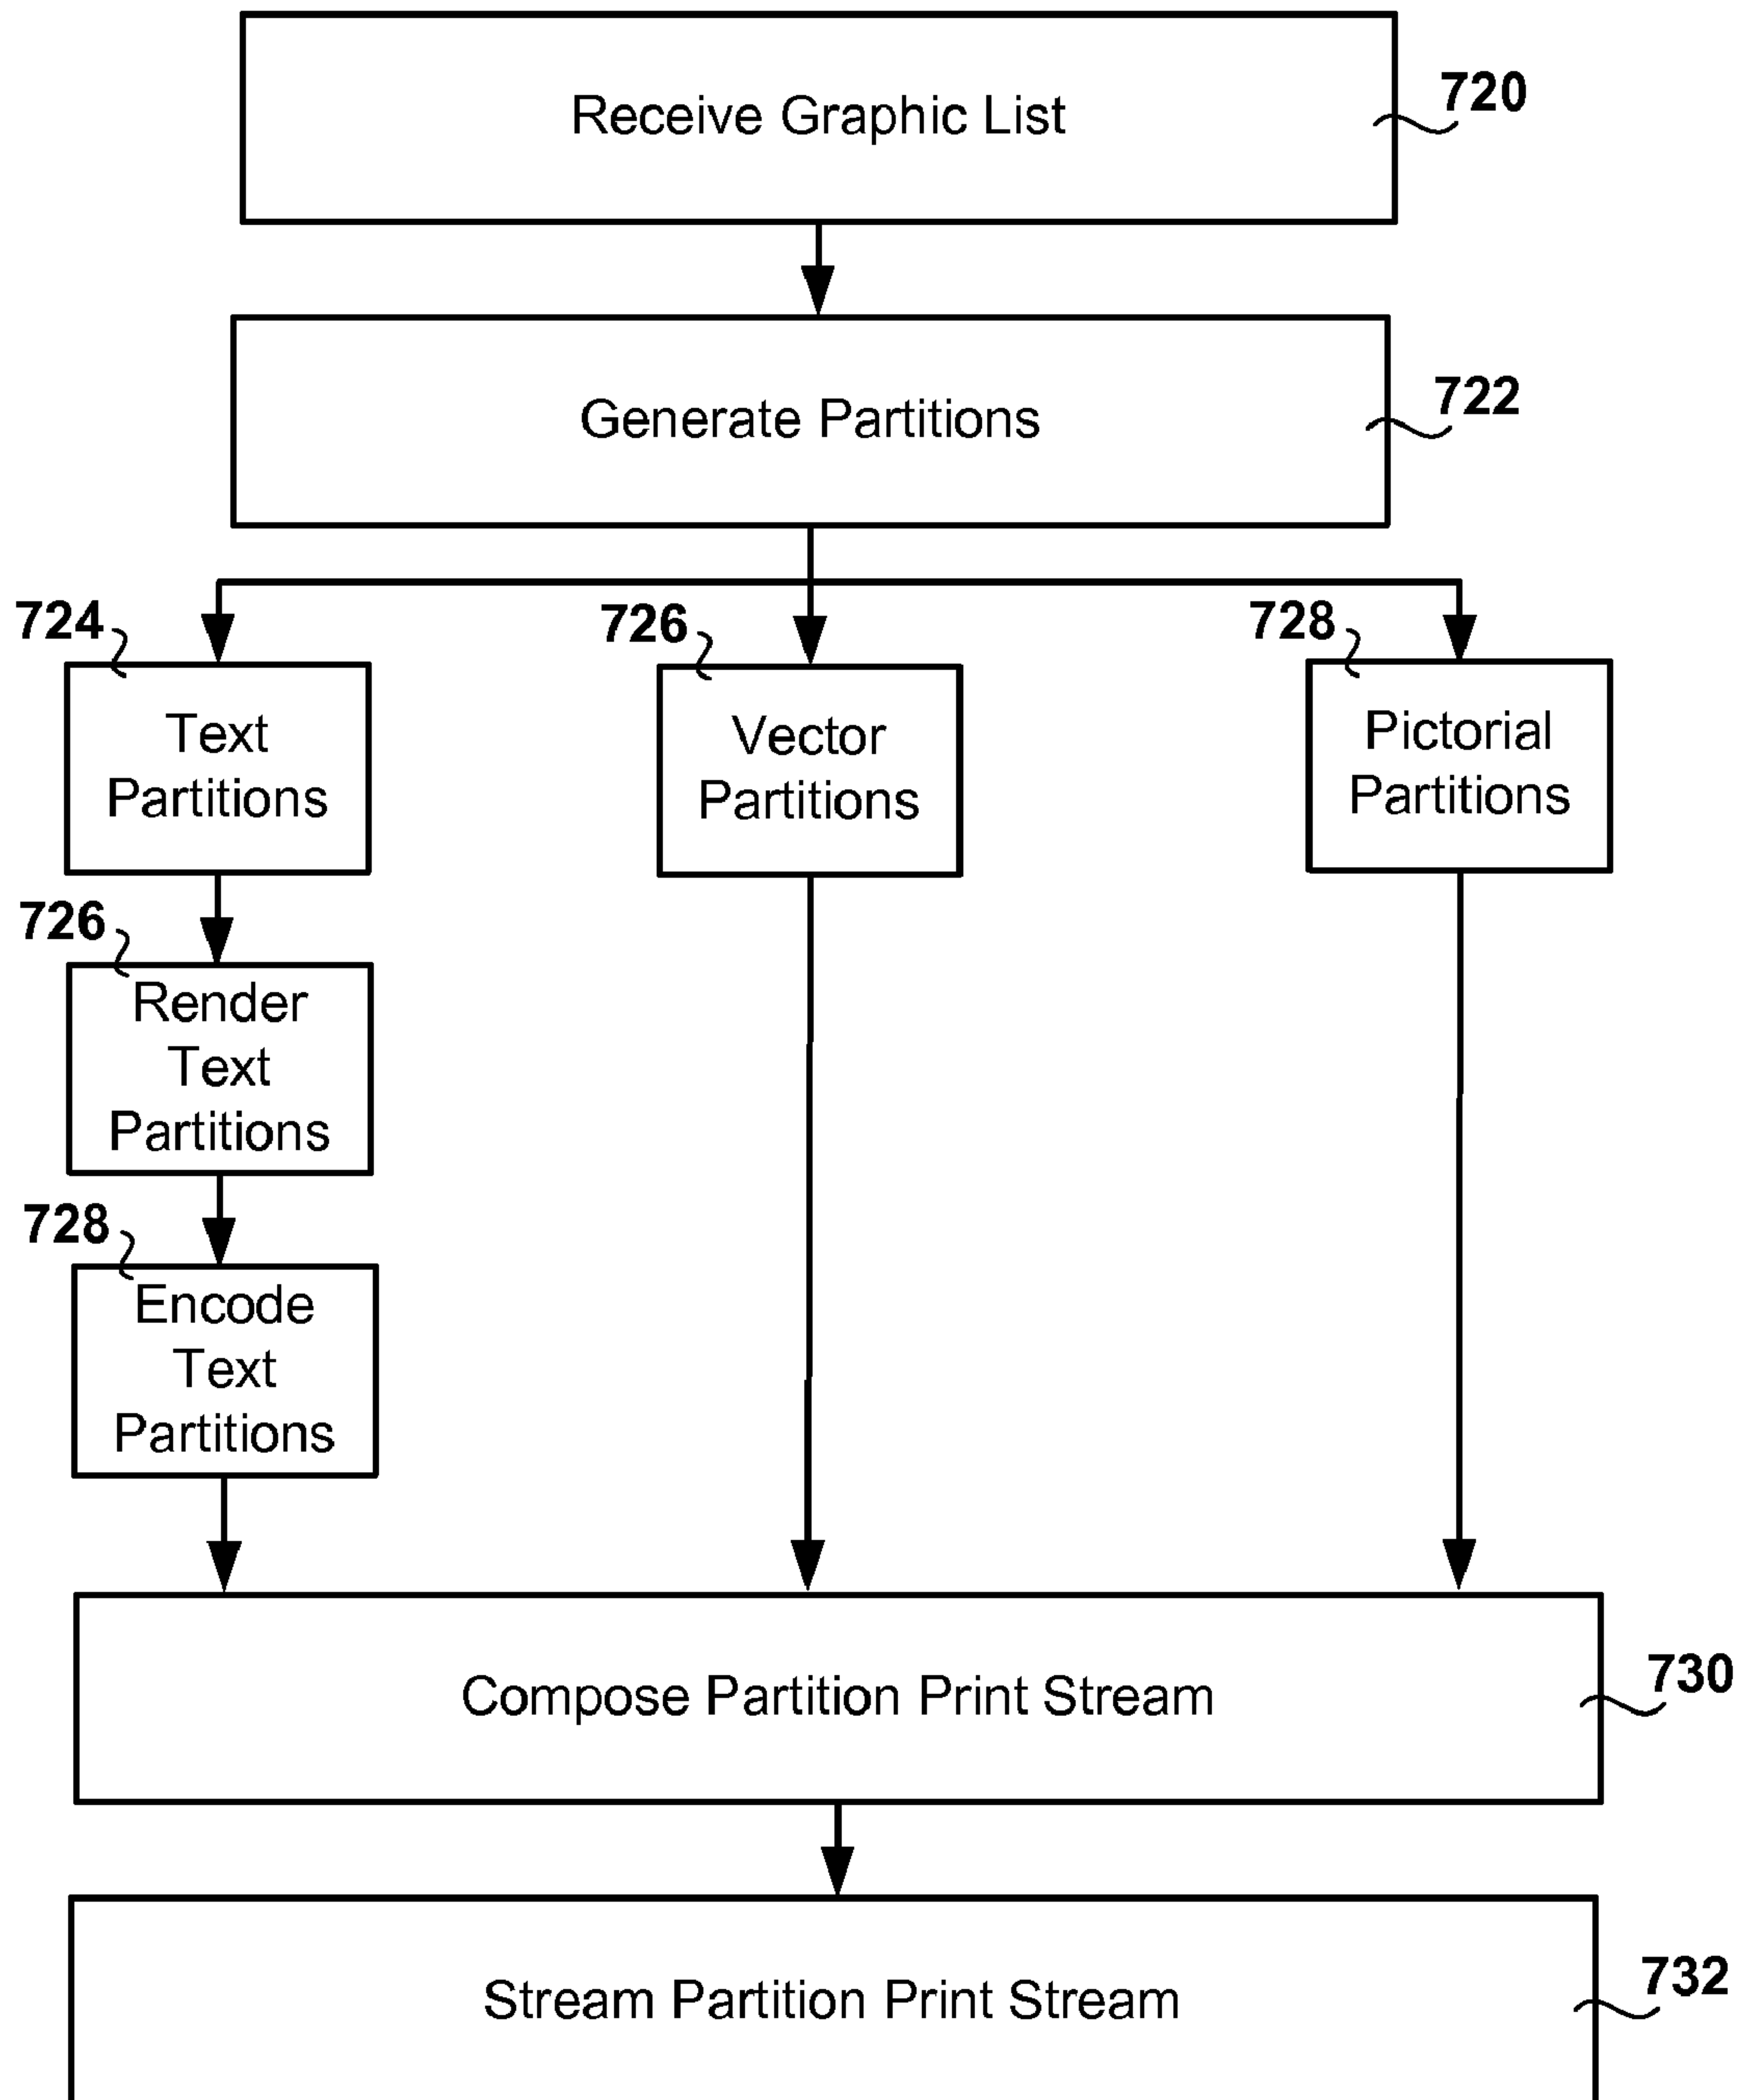 Receive Graphic List
720
Generate Partitions
722
724
726
728
Text
Partitions
Vector
Partitions
Pictorial
Partitions
726
Render
Text
Partitions
728
Encode
Text
Partitions
Compose Partition Print Stream
730
Stream Partition Print Stream
732